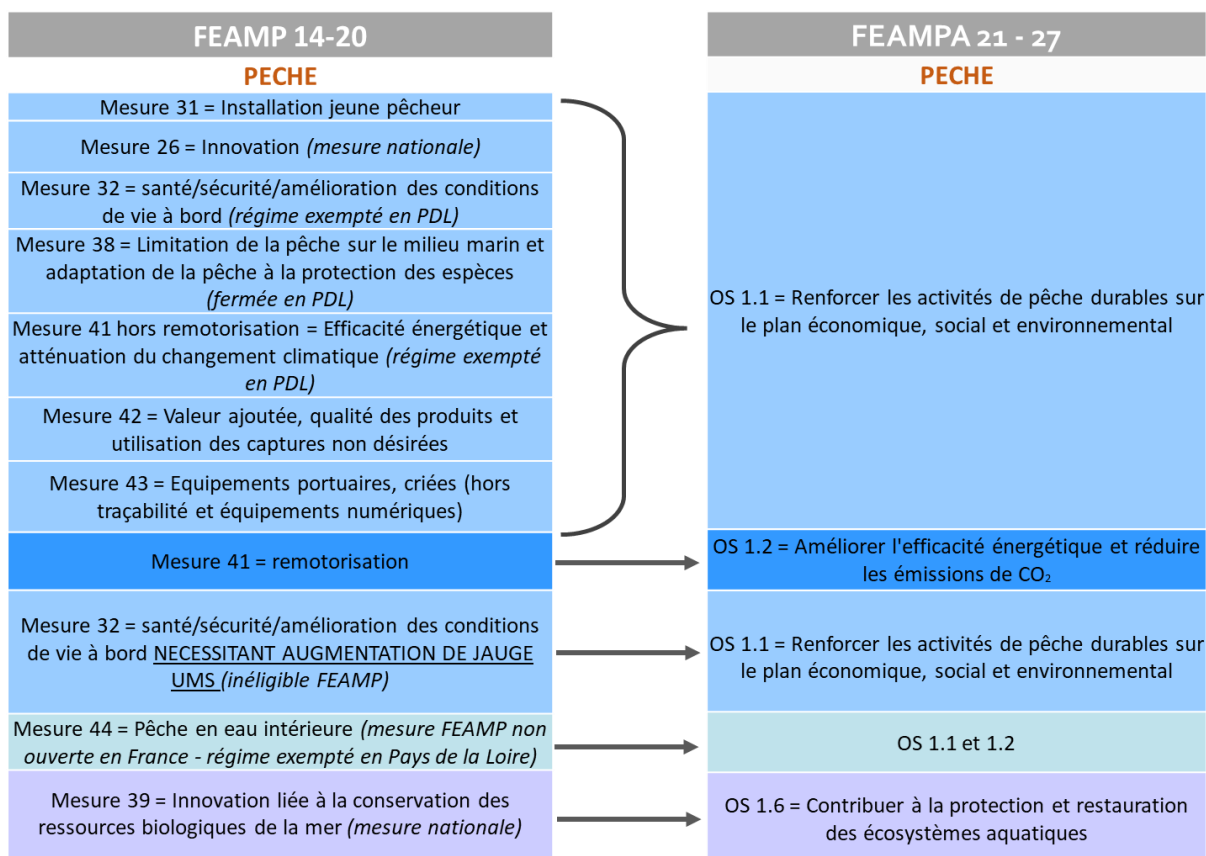 FEAMP 14-20
PECHE
Mesure 31 = Installation jeune pêcheur
Mesure 26 = Innovation (mesure nationale)
Mesure 32 = santé/sécurité/amélioration des conditions
de vie à bord (régime exempté en PDL)
Mesure 38 = Limitation de la pêche sur le milieu marin et
adaptation de la pêche à la protection des espèces
(fermée en PDL)
Mesure 41 hors remotorisation = Efficacité énergétique et
atténuation du changement climatique (régime exempté
en PDL)
Mesure 42 = Valeur ajoutée, qualité des produits et
utilisation des captures non désirées
Mesure 43 = Equipements portuaires, criées (hors
traçabilité et équipements numériques)
Mesure 41 = remotorisation
Mesure 32 = santé/sécurité/amélioration des conditions
de vie à bord NECESSITANT AUGMENTATION DE JAUGE
UMS (inéligible FEAMP)
Mesure 44 = Pêche en eau intérieure (mesure FEAMP non
ouverte en France - régime exempté en Pays de la Loire)
Mesure 39 = Innovation liée à la conservation des
ressources biologiques de la mer (mesure nationale)
FEAMPA 21 - 27
PECHE
OS 1.1 = Renforcer les activités de pêche durables sur
le plan économique, social et environnemental
OS 1.2 = Améliorer l'efficacité énergétique et réduire
les émissions de CO₂
OS 1.1 = Renforcer les activités de pêche durables sur
le plan économique, social et environnemental
OS 1.1 et 1.2
OS 1.6 = Contribuer à la protection et restauration
des écosystèmes aquatiques